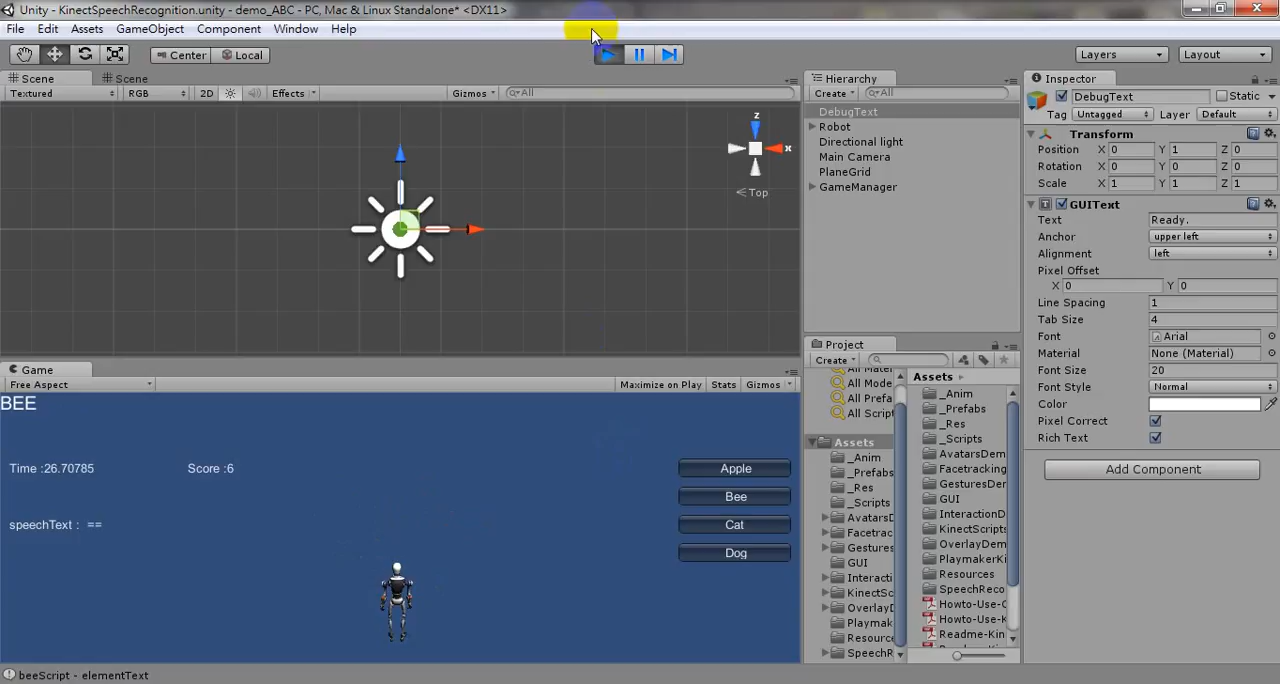 Unity - KinectSpeechRecognition.unity - demo_ABC - PC, Mac & Linux Standalone* <DX11>
File Edit Assets GameObject Component Window Help
Center Local Layers Layout
Scene Scene
Textured RGB 2D Effects Gizmos All
z
x
Top
Hierarchy
Create All
DebugText
Robot
Directional light
Main Camera
PlaneGrid
GameManager
Inspector
DebugText Static
Tag Untagged Layer Default
Transform
Position X 0 Y 1 Z 0
Rotation X 0 Y 0 Z 0
Scale X 1 Y 1 Z 1
GUIText
Text Ready.
Anchor upper left
Alignment left
Pixel Offset
X 0 Y 0
Line Spacing 1
Tab Size 4
Font Arial
Material None (Material)
Font Size 20
Font Style Normal
Color
Pixel Correct
Rich Text
Add Component
Game
Free Aspect Maximize on Play Stats Gizmos
BEE
Time :26.70785 Score :6
speechText : ==
Apple
Bee
Cat
Dog
Project
Create
All Mater
All Mode
All Prefa
All Script
Assets
_Anim
_Prefabs
_Res
_Scripts
AvatarsD
Facetrac
Gestures
GUI
Interacti
KinectSc
OverlayD
Playmake
Resource
SpeechR
Assets
_Anim
_Prefabs
_Res
_Scripts
AvatarsDem
Facetracking
GesturesDem
GUI
InteractionD
KinectScripts
OverlayDem
PlaymakerKi
Resources
SpeechReco
Howto-Use-C
Howto-Use-K
Readme-Kin
beeScript - elementText